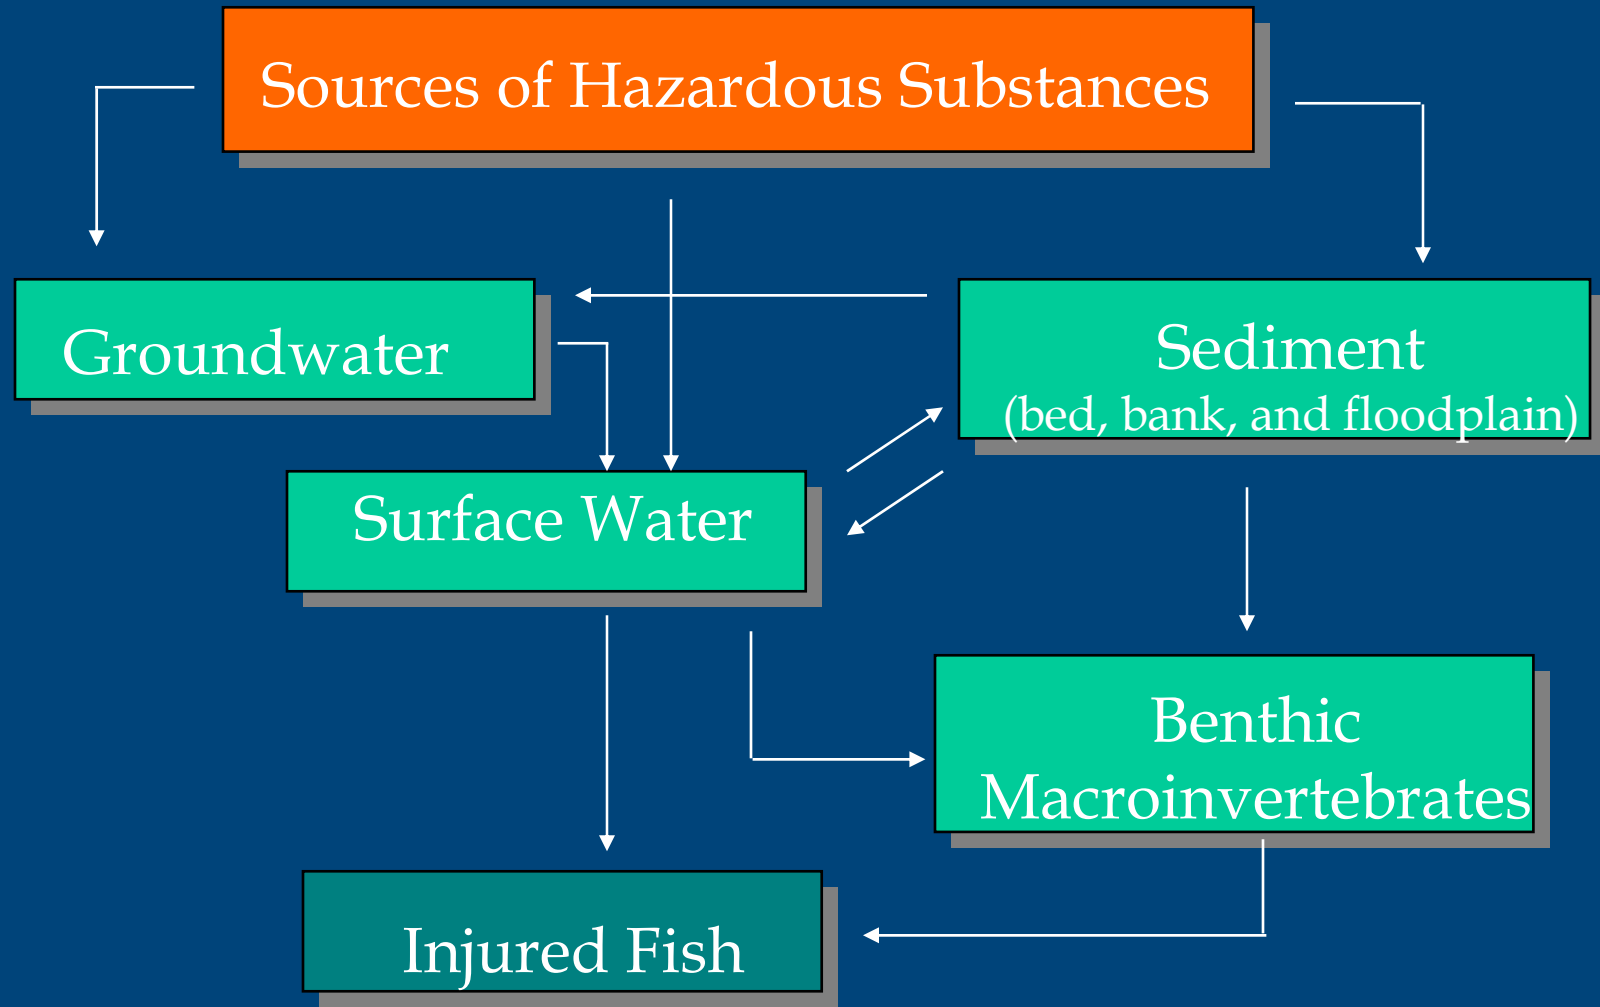 Sources of Hazardous Substances
Groundwater
Sediment
(bed, bank, and floodplain)
Surface Water
Benthic
Macroinvertebrates
Injured Fish